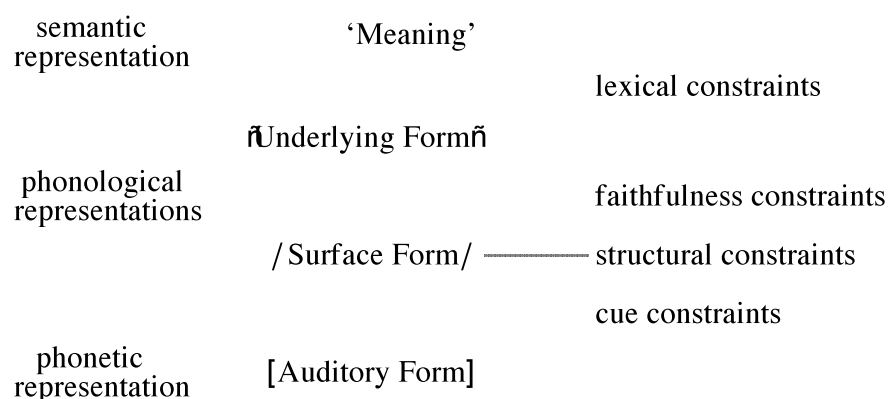 semantic
representation
‘Meaning’
lexical constraints
ñUnderlying Formñ
phonological
representations
faithfulness constraints
/Surface Form/
structural constraints
cue constraints
phonetic
representation
[Auditory Form]